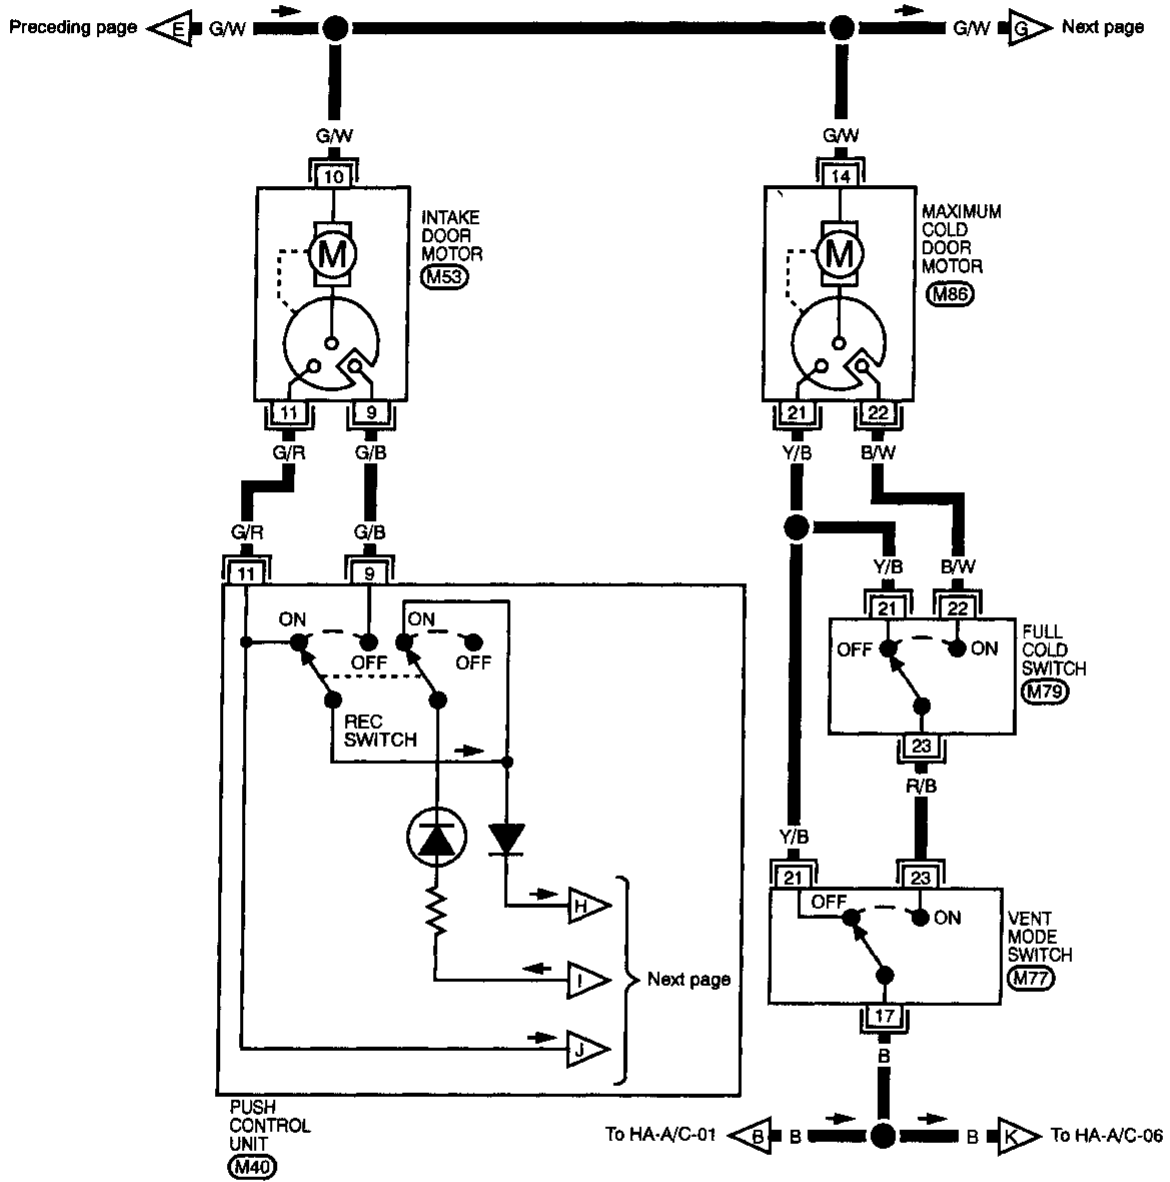 Preceding page E G/W G/W G Next page
G/W G/W
10 14
INTAKE
DOOR
MOTOR
M53
M
MAXIMUM
COLD
DOOR
MOTOR
M86
M
11 9 21 22
G/R G/B Y/B B/W
G/R G/B
11 9
Y/B B/W
21 22
ON ON
OFF OFF
REC
SWITCH
OFF ON
FULL
COLD
SWITCH
M79
23
R/B
Y/B
21 23
OFF ON
VENT
MODE
SWITCH
M77
H
I Next page
J
17
B
PUSH
CONTROL
UNIT
M40
To HA-A/C-01 B B B K To HA-A/C-06